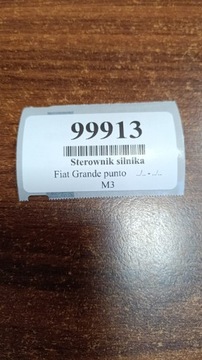 99913
Sterownik silnika
Fiat Grande punto ../.. - ../..
M3